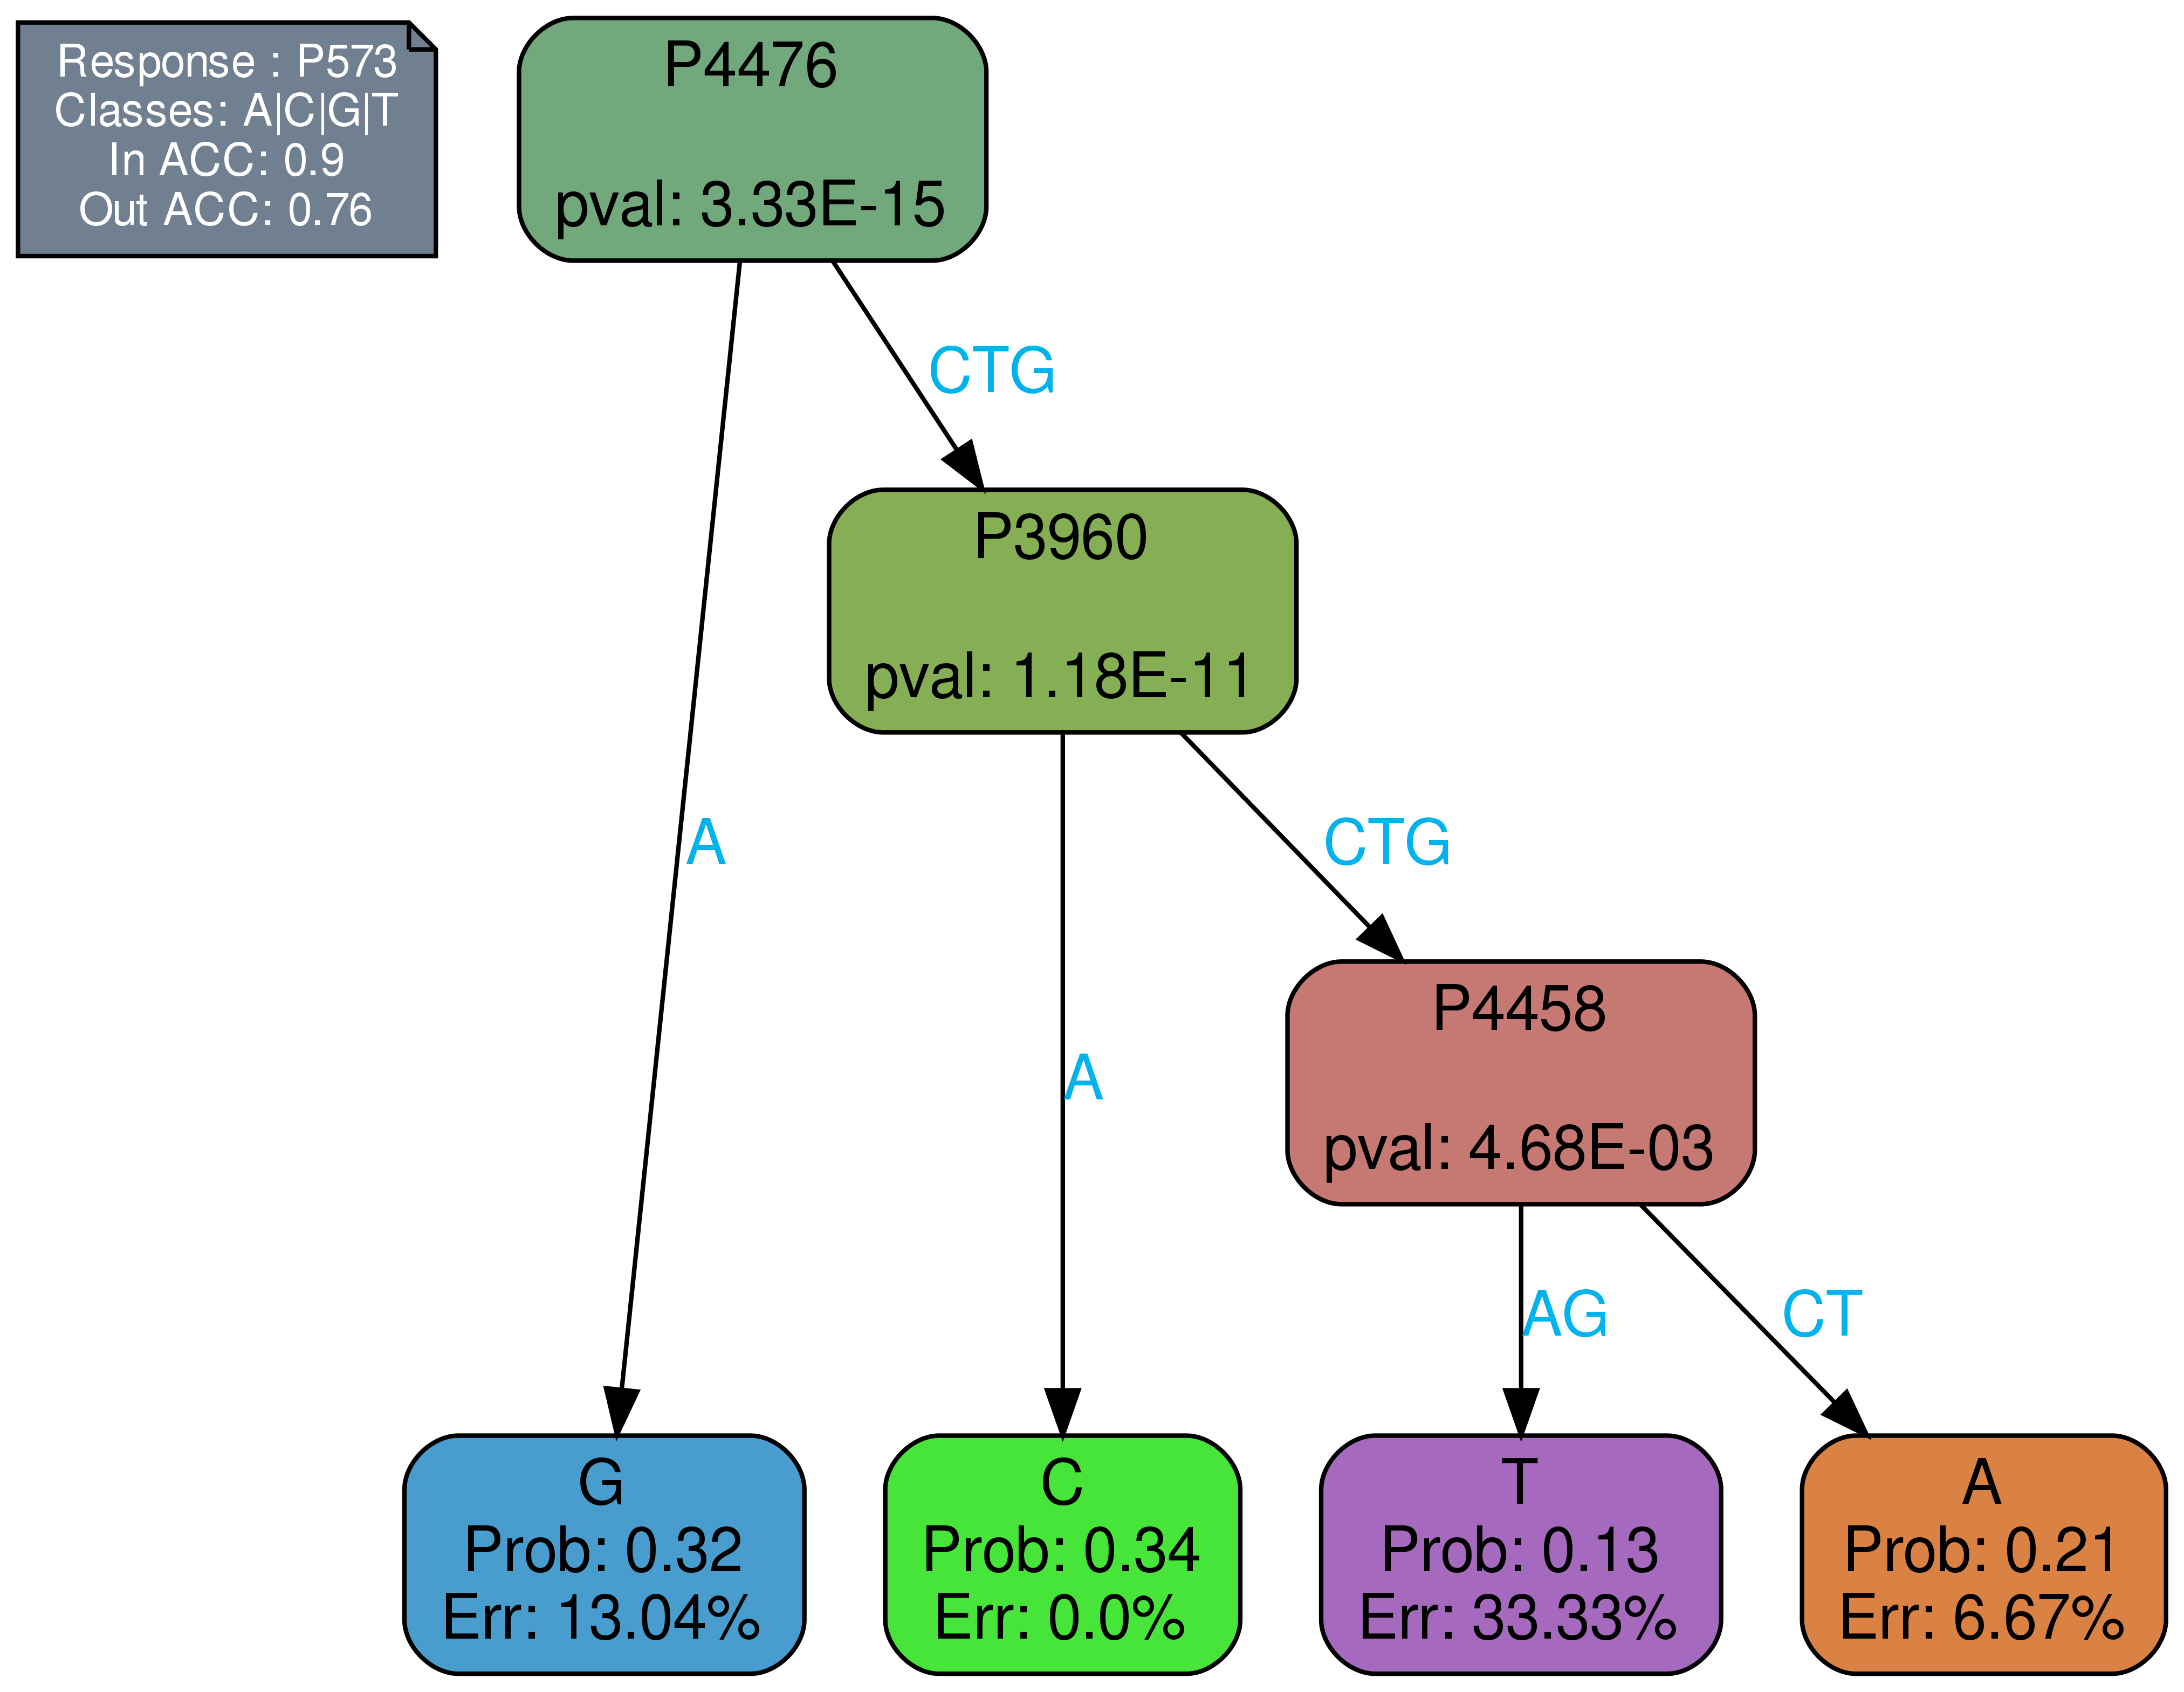 Response : P573
Classes: A|C|G|T
In ACC: 0.9
Out ACC: 0.76
P4476
pval: 3.33E-15
CTG
P3960
pval: 1.18E-11
A
CTG
P4458
pval: 4.68E-03
A
AG
CT
G
Prob: 0.32
Err: 13.04%
C
Prob: 0.34
Err: 0.0%
T
Prob: 0.13
Err: 33.33%
A
Prob: 0.21
Err: 6.67%